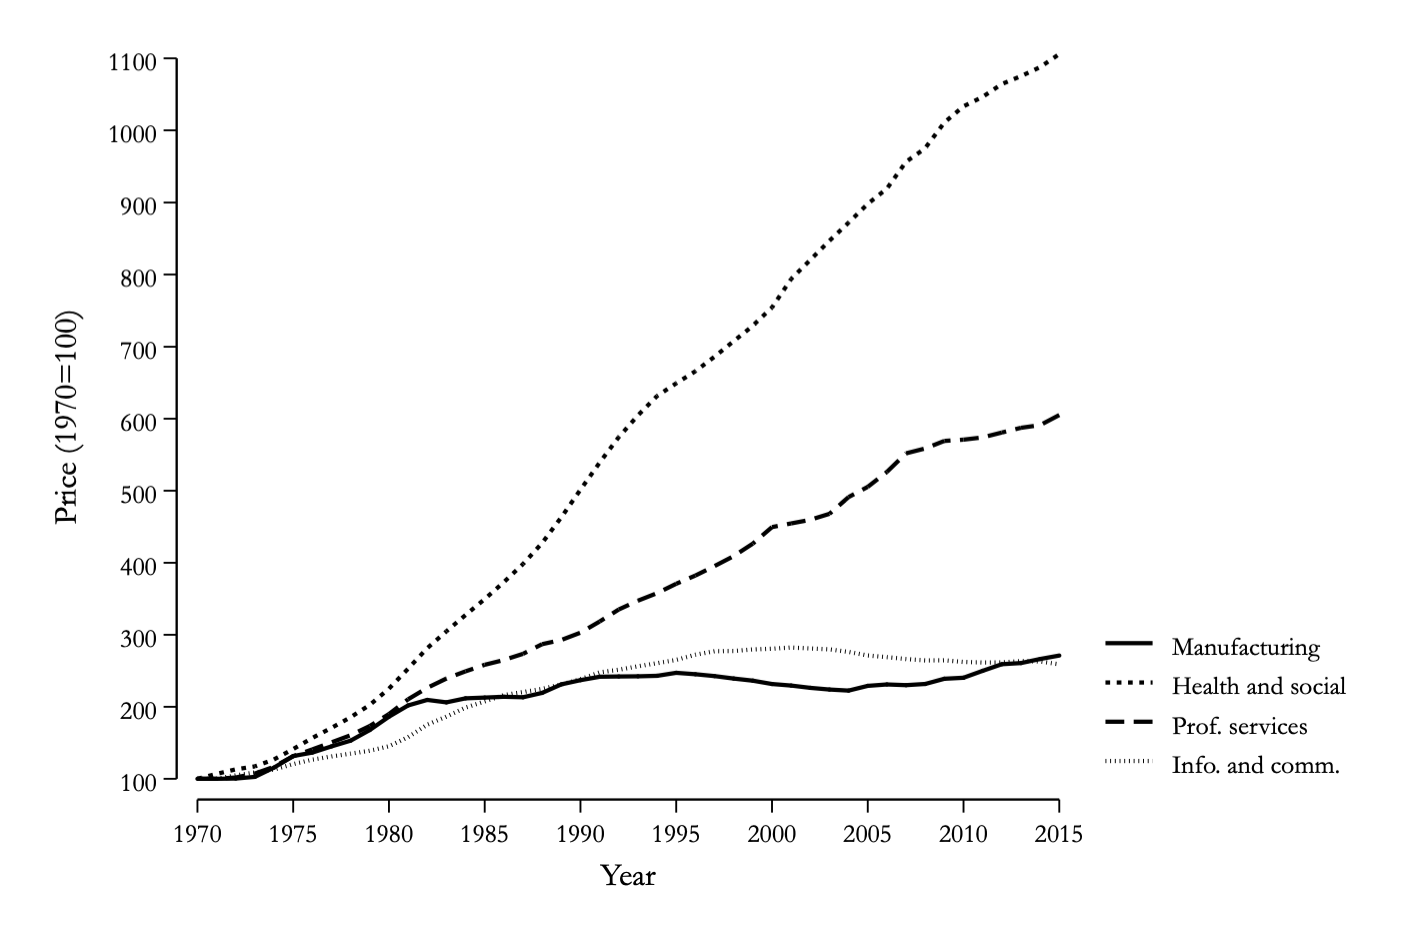 1100
1000
900
800
700
600
500
400
300
200
100
Price (1970=100)
1970 1975 1980 1985 1990 1995 2000 2005 2010 2015
Year
Manufacturing
Health and social
Prof. services
Info. and comm.